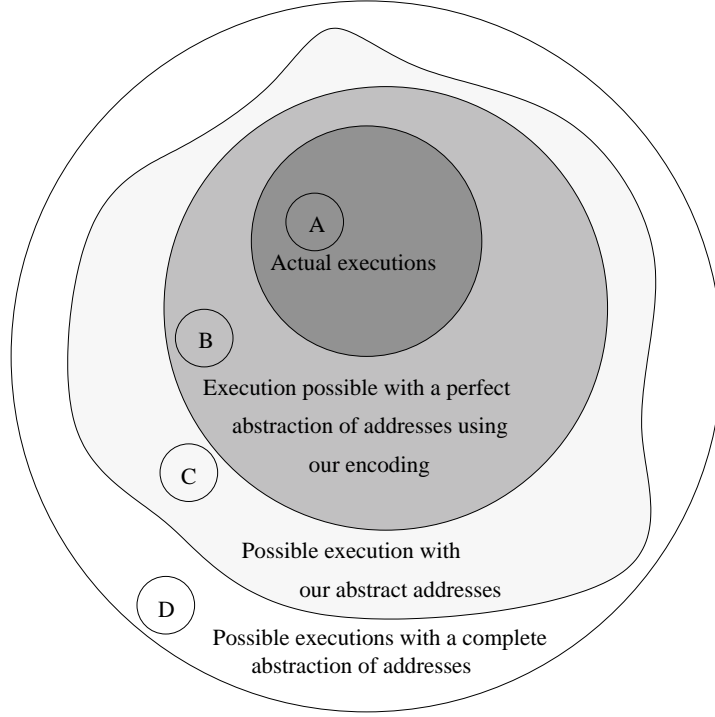 A
Actual executions
B
Execution possible with a perfect
abstraction of addresses using
our encoding
C
Possible execution with
our abstract addresses
D
Possible executions with a complete
abstraction of addresses